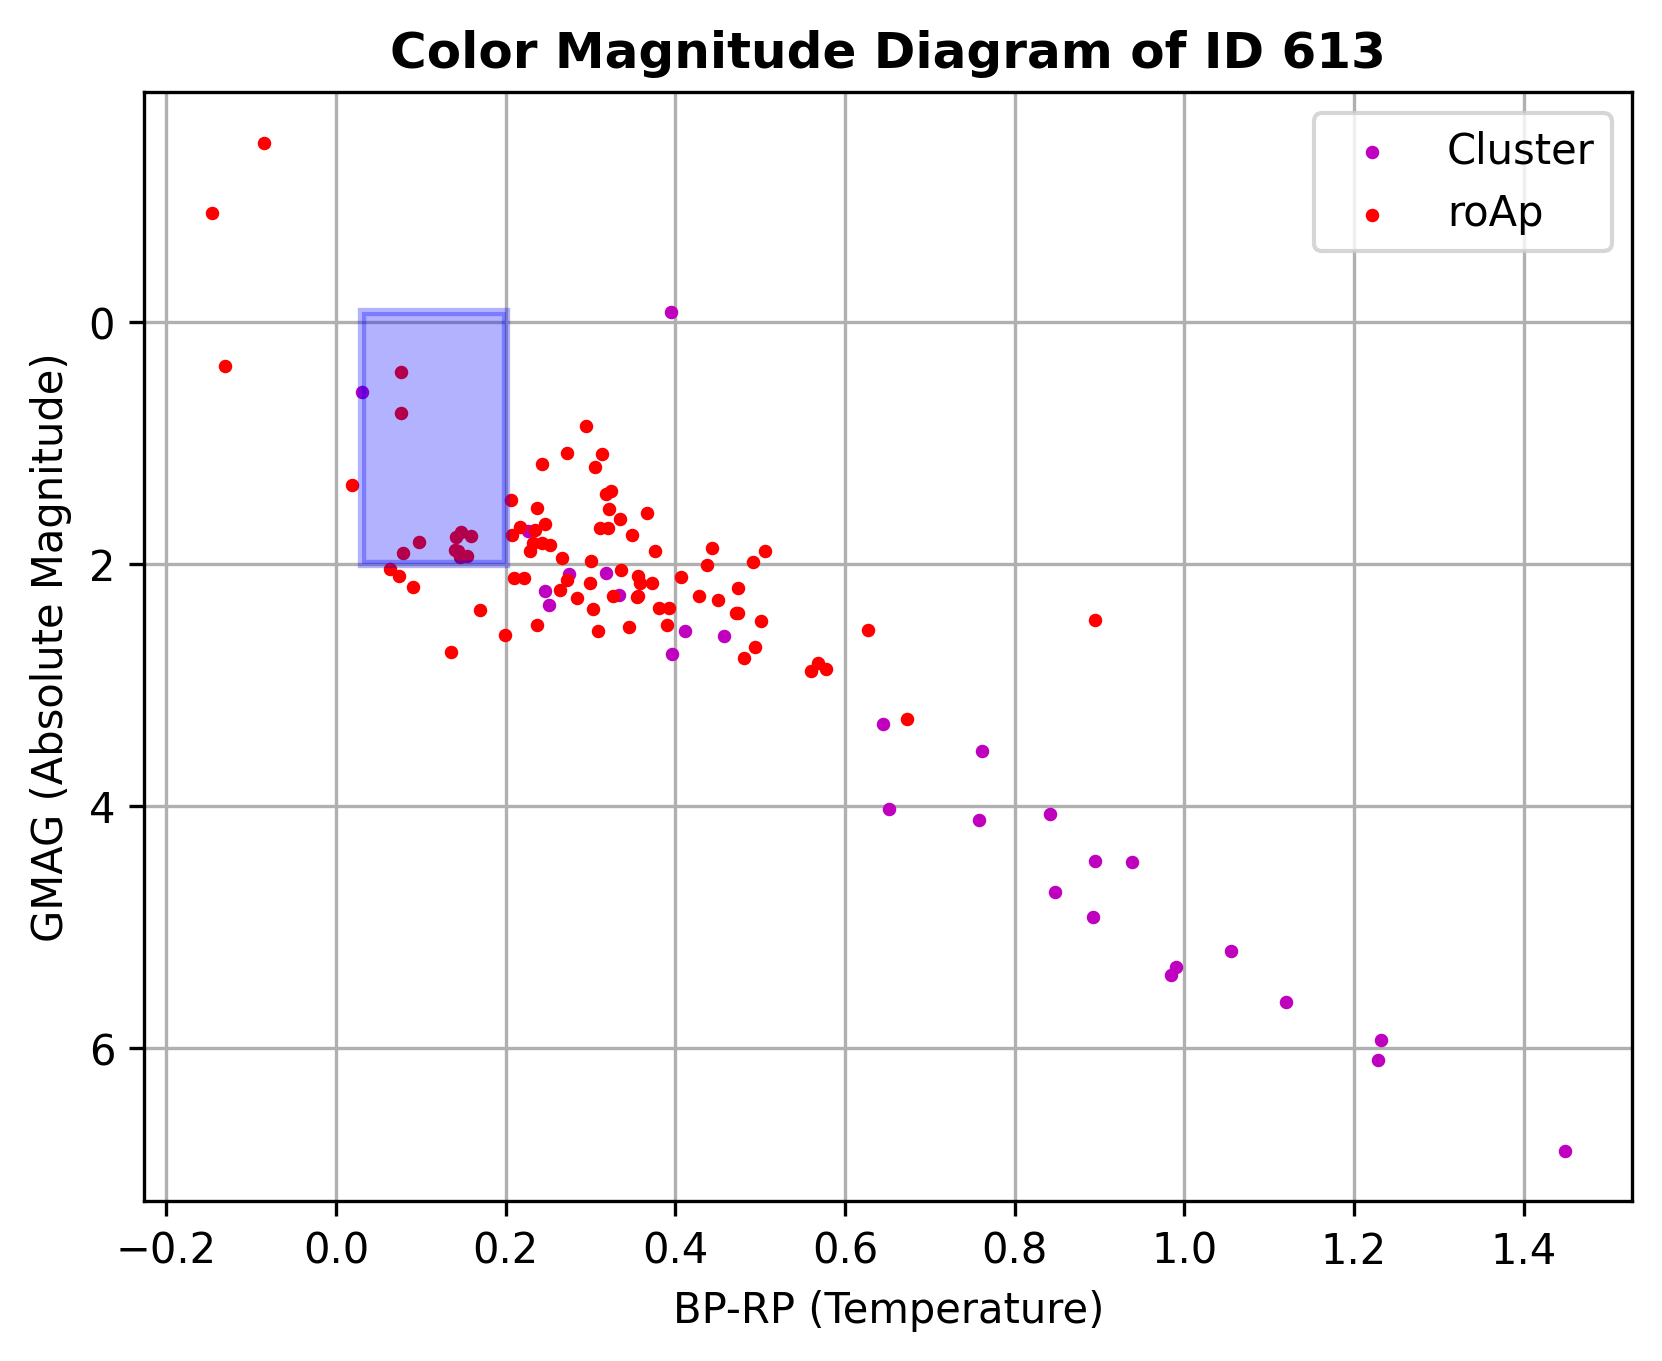 Color Magnitude Diagram of ID 613
Cluster
roAp
GMAG (Absolute Magnitude)
0
2
4
6
−0.2 0.0 0.2 0.4 0.6 0.8 1.0 1.2 1.4
BP-RP (Temperature)